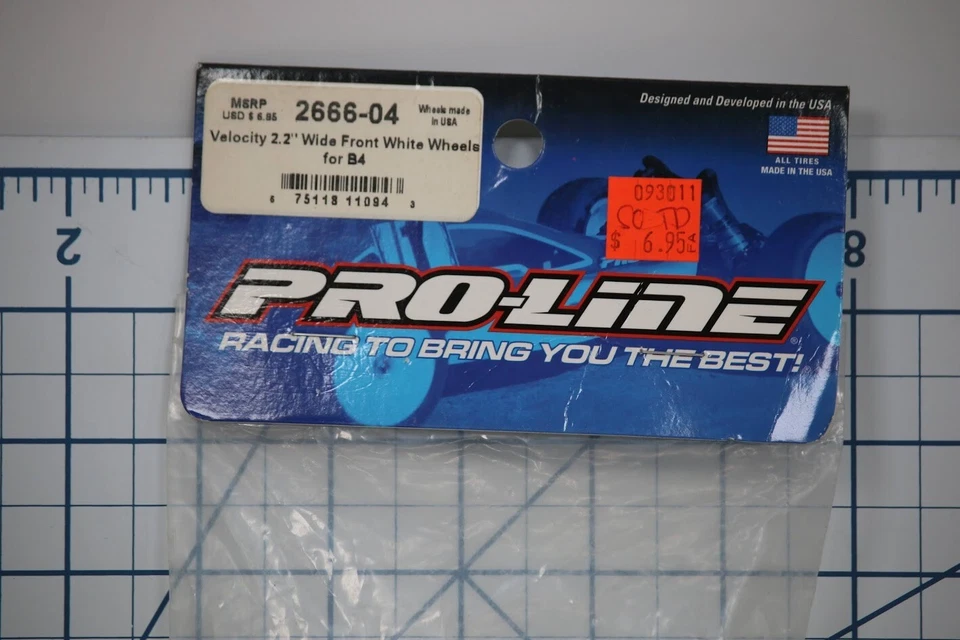 MSRP
USD $ 6.95
2666-04
Wheels made
in USA
Velocity 2.2" Wide Front White Wheels
for B4
6 75118 11094 3
Designed and Developed in the USA
ALL TIRES
MADE IN THE USA
093011
$ 6.95
PRO-LINE®
RACING TO BRING YOU THE BEST!
2
8